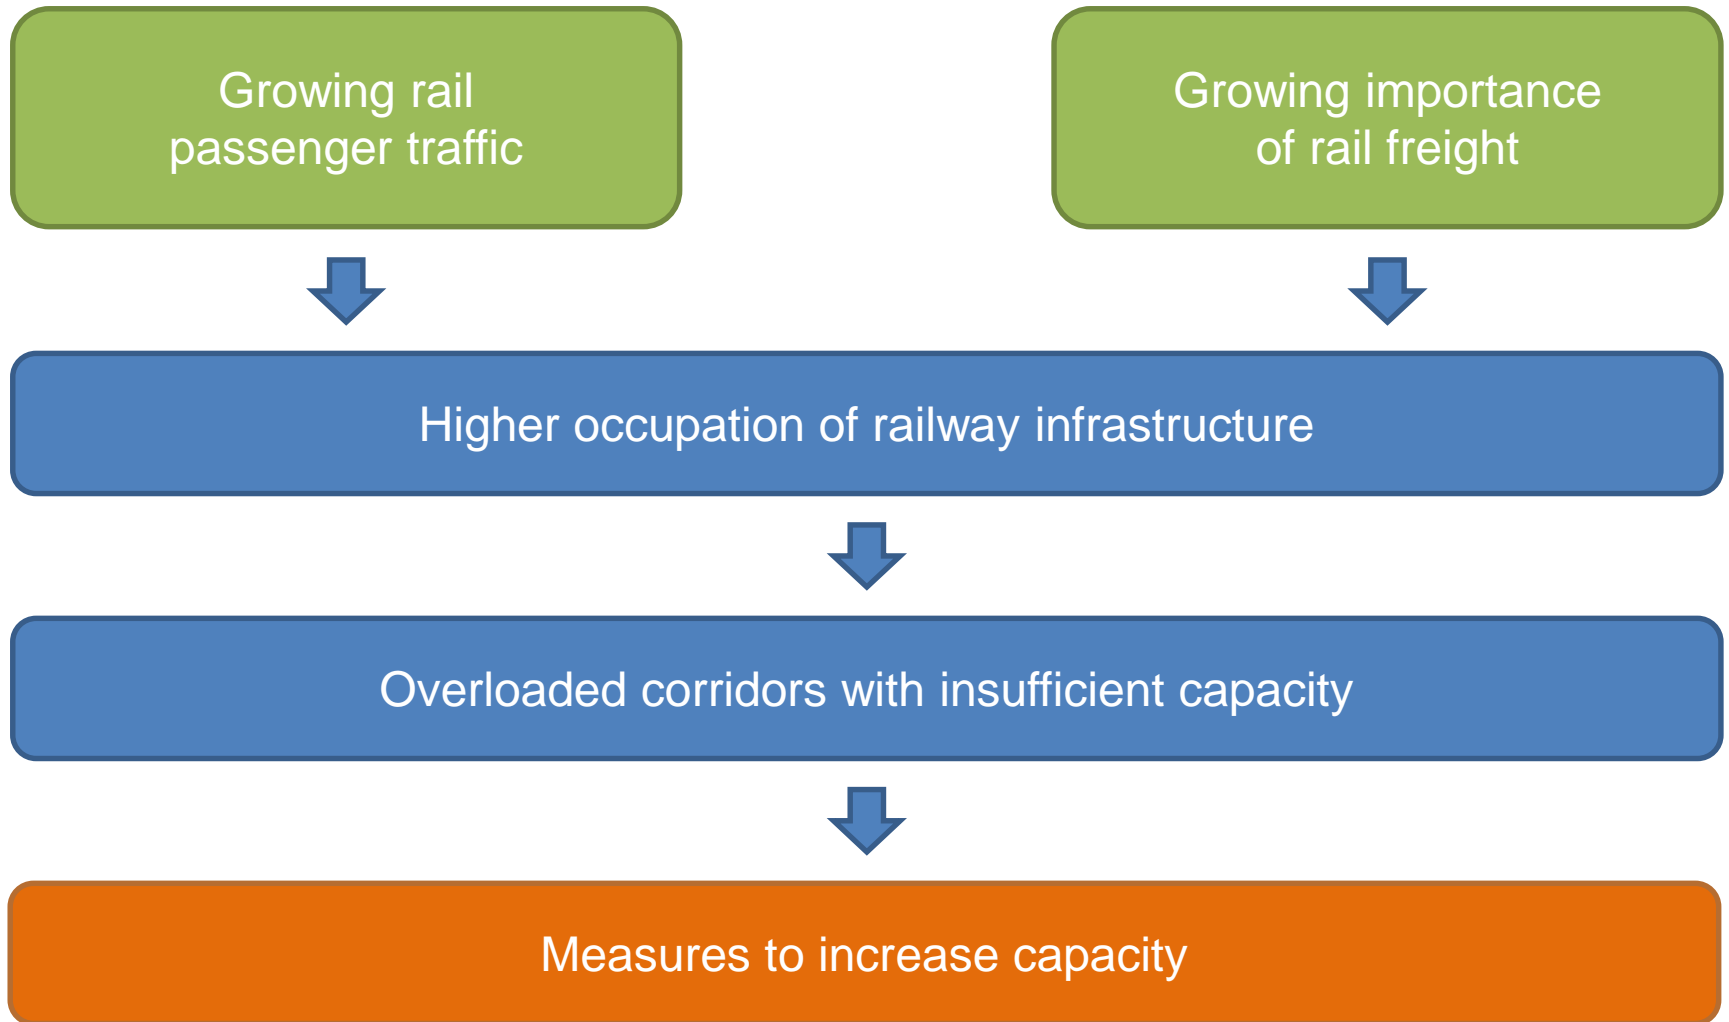 Growing rail
passenger traffic
Growing importance
of rail freight
Higher occupation of railway infrastructure
Overloaded corridors with insufficient capacity
Measures to increase capacity